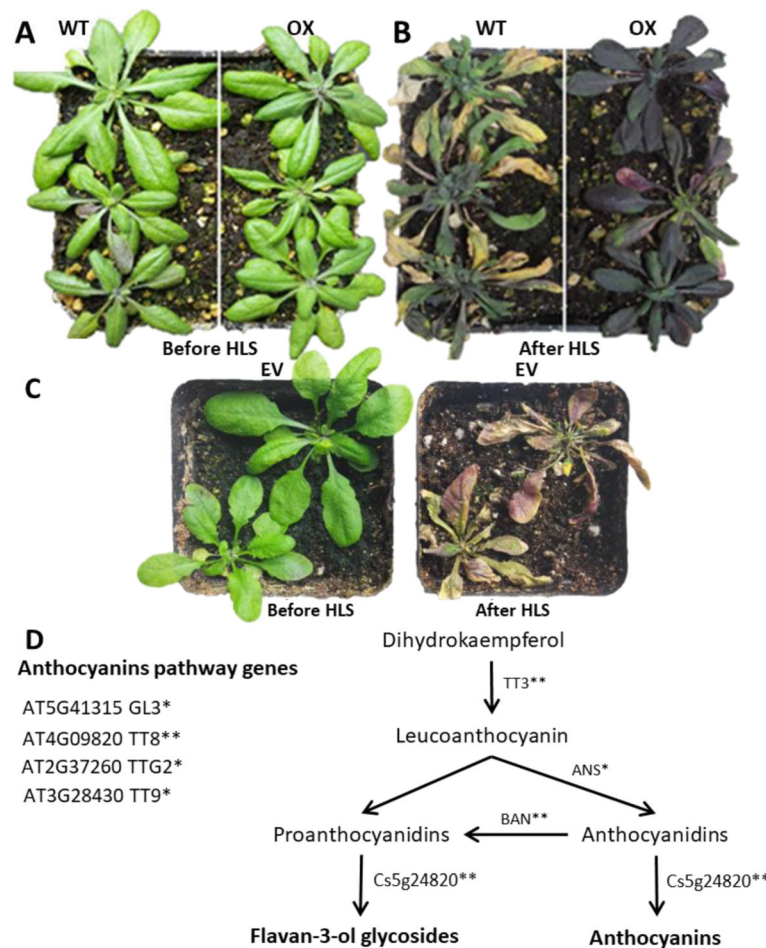 A
WT
OX
B
WT
OX
Before HLS
After HLS
C
EV
EV
Before HLS
After HLS
D
Anthocyanins pathway genes
AT5G41315 GL3*
AT4G09820 TT8**
AT2G37260 TTG2*
AT3G28430 TT9*
Dihydrokaempferol
TT3**
Leucoanthocyanin
ANS*
Proanthocyanidins
BAN**
Anthocyanidins
Cs5g24820**
Cs5g24820**
Flavan-3-ol glycosides
Anthocyanins